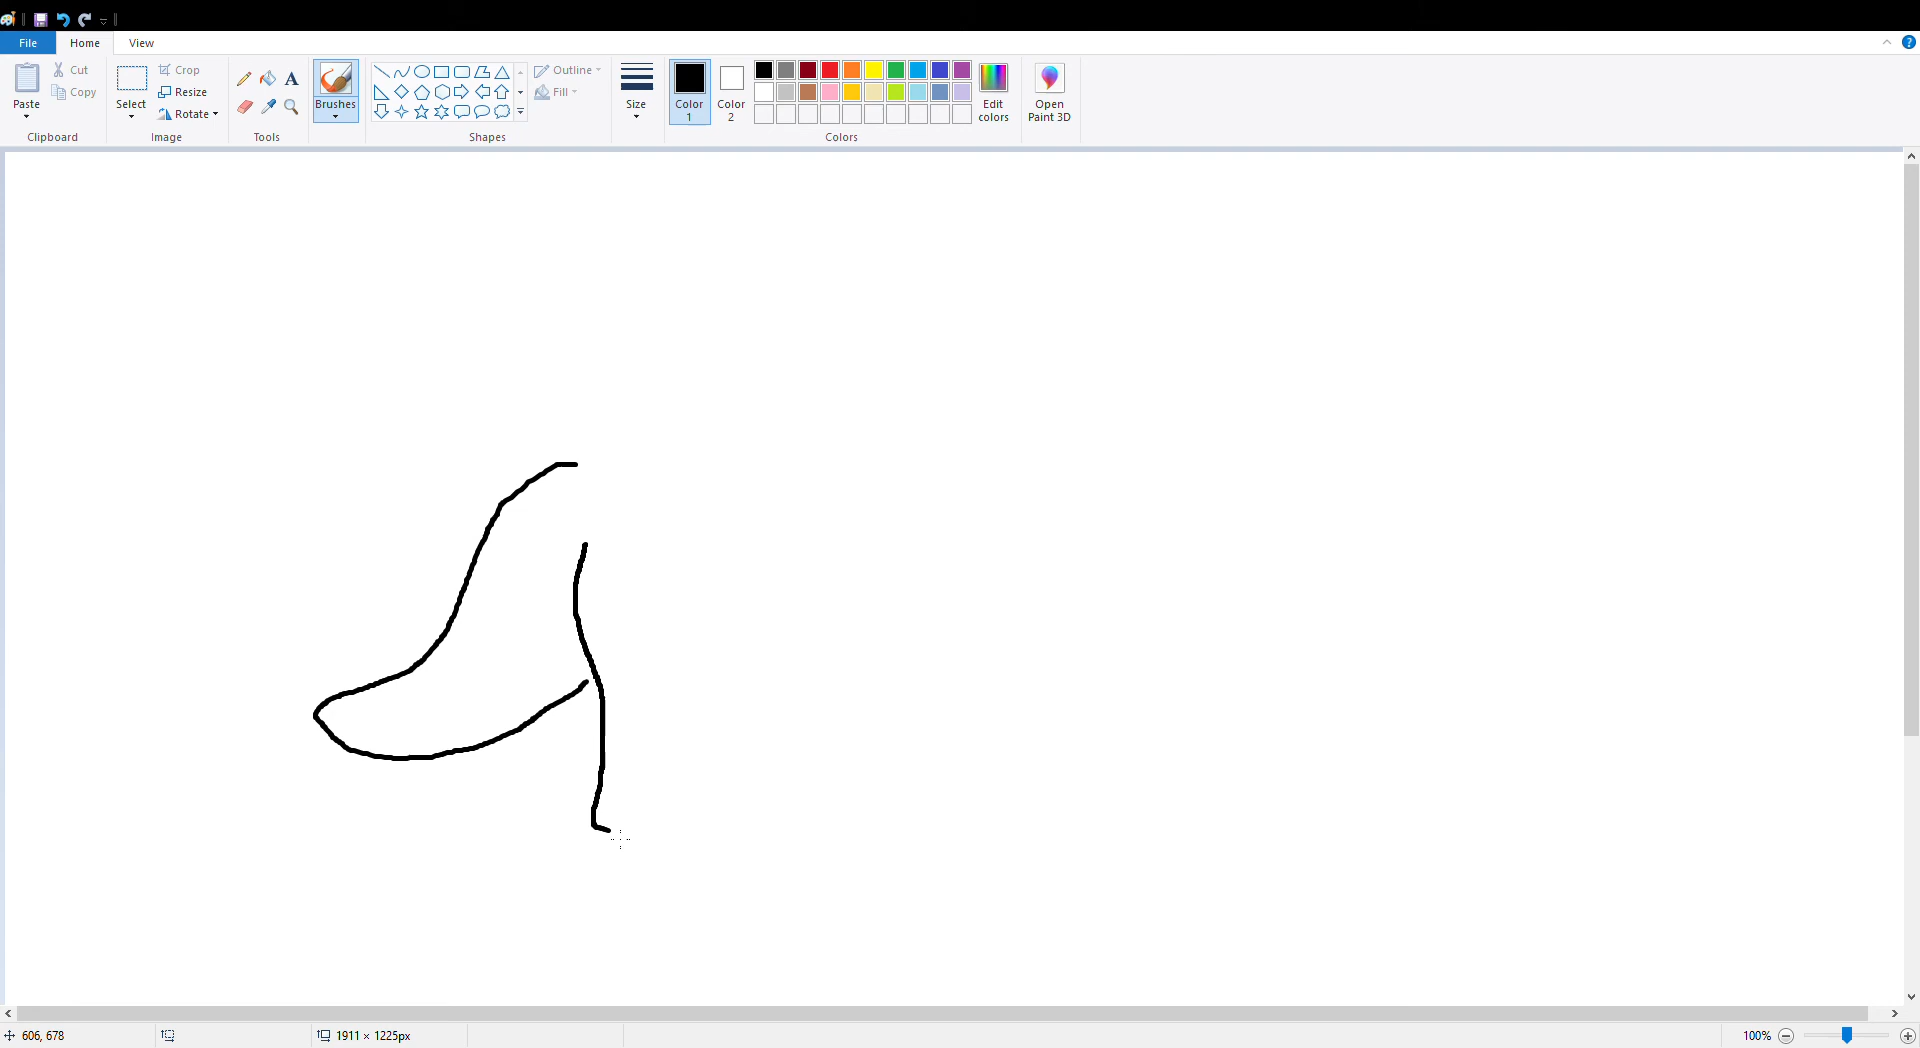 File Home View
Paste Cut Copy Clipboard
Select Crop Resize Rotate Image
A Tools
Brushes
Outline Fill Shapes
Size
Color 1 Color 2 Edit colors Colors
Open Paint 3D
?
606, 678 1911 × 1225px 100%